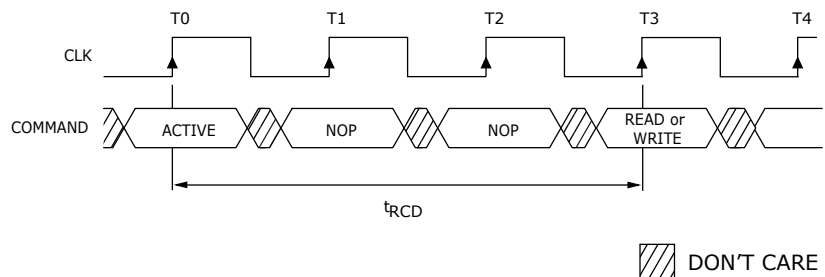 T0 T1 T2 T3 T4
CLK
COMMAND
ACTIVE
NOP
NOP
READ or
WRITE
tRCD
DON'T CARE